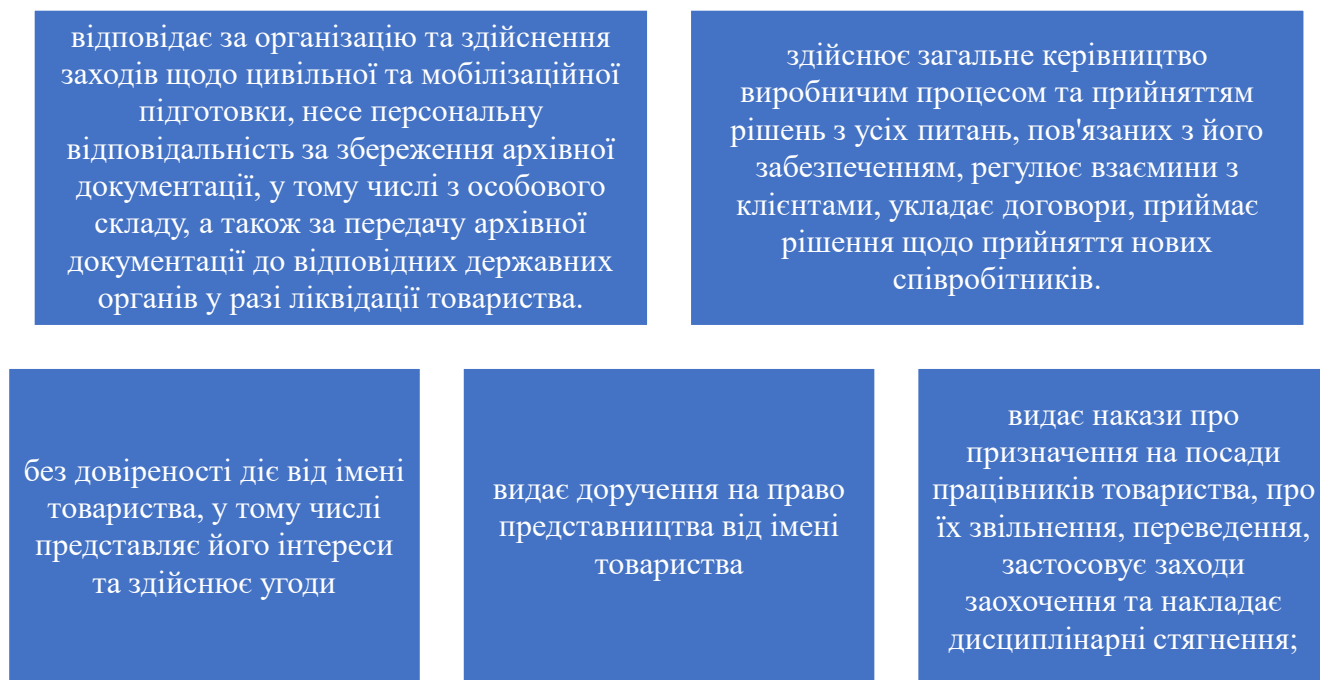 відповідає за організацію та здійснення
заходів щодо цивільної та мобілізаційної
підготовки, несе персональну
відповідальність за збереження архівної
документації, у тому числі з особового
складу, а також за передачу архівної
документації до відповідних державних
органів у разі ліквідації товариства.
здійснює загальне керівництво
виробничим процесом та прийняттям
рішень з усіх питань, пов'язаних з його
забезпеченням, регулює взаємини з
клієнтами, укладає договори, приймає
рішення щодо прийняття нових
співробітників.
без довіреності діє від імені
товариства, у тому числі
представляє його інтереси
та здійснює угоди
видає доручення на право
представництва від імені
товариства
видає накази про
призначення на посади
працівників товариства, про
їх звільнення, переведення,
застосовує заходи
заохочення та накладає
дисциплінарні стягнення;